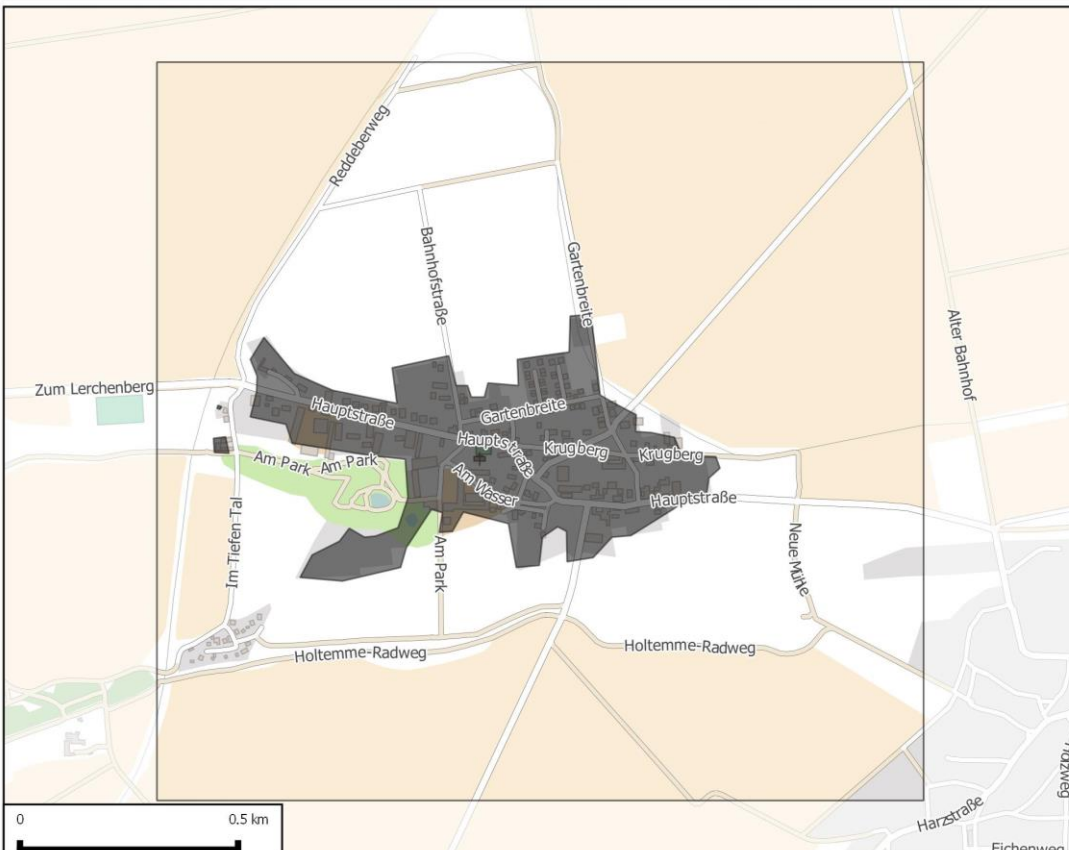 Reddeberweg
Bahnhofstraße
Gartenbreite
Alter Bahnhof
Zum Lerchenberg
Hauptstraße
Gartenbreite
Hauptstraße
Krugberg
Krugberg
Am Park
Am Park
Am Wasser
Hauptstraße
Im Tiefen Tal
Am Park
Neue Mühle
Holtemme-Radweg
Holtemme-Radweg
Harzstraße
Eichenweg
0
0.5 km